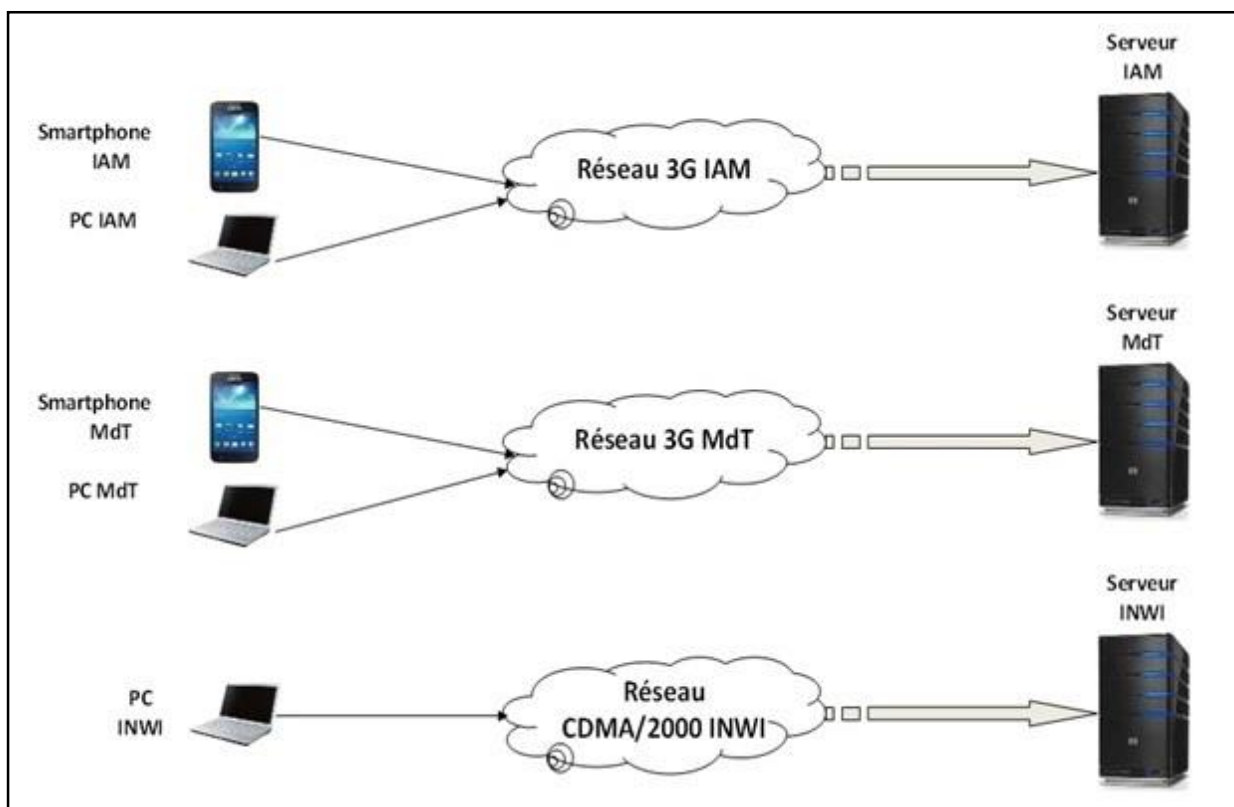 Serveur
IAM
Smartphone
IAM
Réseau 3G IAM
PC IAM
Serveur
MdT
Smartphone
MdT
Réseau 3G MdT
PC MdT
Serveur
INWI
PC
INWI
Réseau
CDMA/2000 INWI